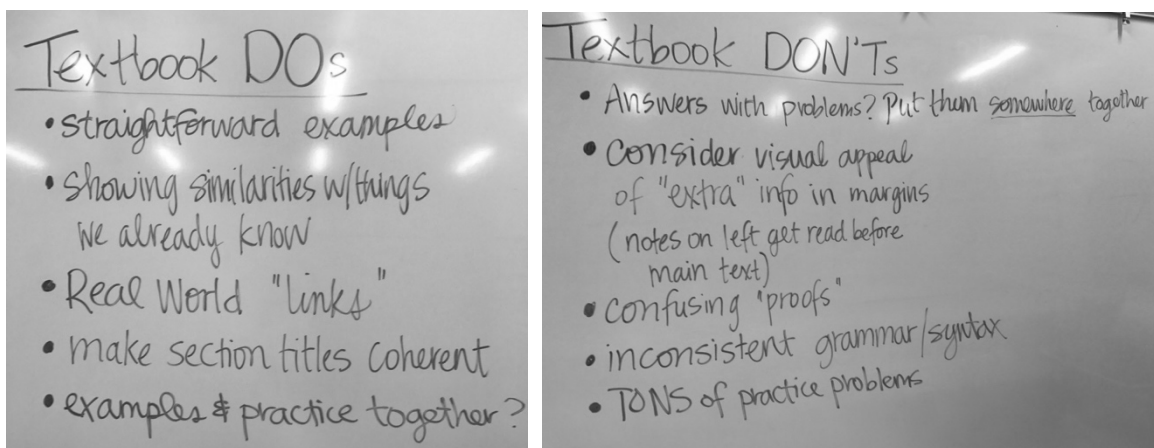 Textbook DOs
• straightforward examples
• showing similarities w/things
we already know
• Real World "links"
• make section titles coherent
• examples & practice together?
Textbook DON'Ts
• Answers with problems? Put them somewhere together
• Consider visual appeal
of "extra" info in margins
(notes on left get read before
main text)
• confusing "proofs"
• inconsistent grammar/syntax
• TONS of practice problems